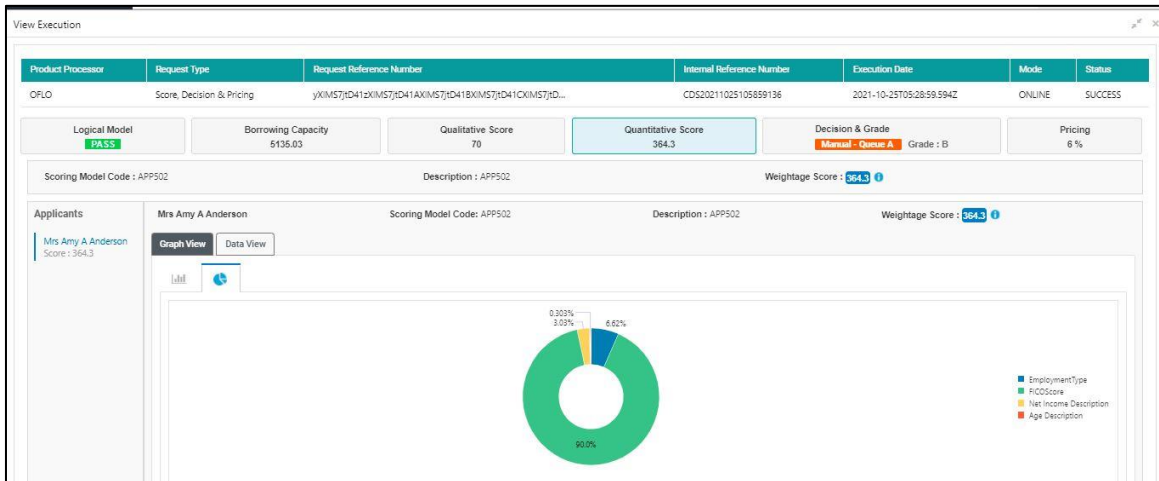 View Execution
Product Processor Request Type Request Reference Number Internal Reference Number Execution Date Mode Status
OFLO Score, Decision & Pricing yXIMS7jtD41zXIMS7jtD41AXIMS7jtD41BXIMS7jtD41CXIMS7jtD... CDS20211025105859136 2021-10-25T05:28:59.594Z ONLINE SUCCESS
Logical Model Borrowing Capacity Qualitative Score Quantitative Score Decision & Grade Pricing
PASS 5135.03 70 364.3 Manual - Queue A Grade : B 6 %
Scoring Model Code : APP502 Description : APP502 Weightage Score : 364.3
Applicants Mrs Amy A Anderson Scoring Model Code: APP502 Description : APP502 Weightage Score : 364.3
Mrs Amy A Anderson
Score : 364.3
Graph View Data View
0.303%
3.03% 6.62%
EmploymentType
FICOScore
Net Income Description
Age Description
90.0%